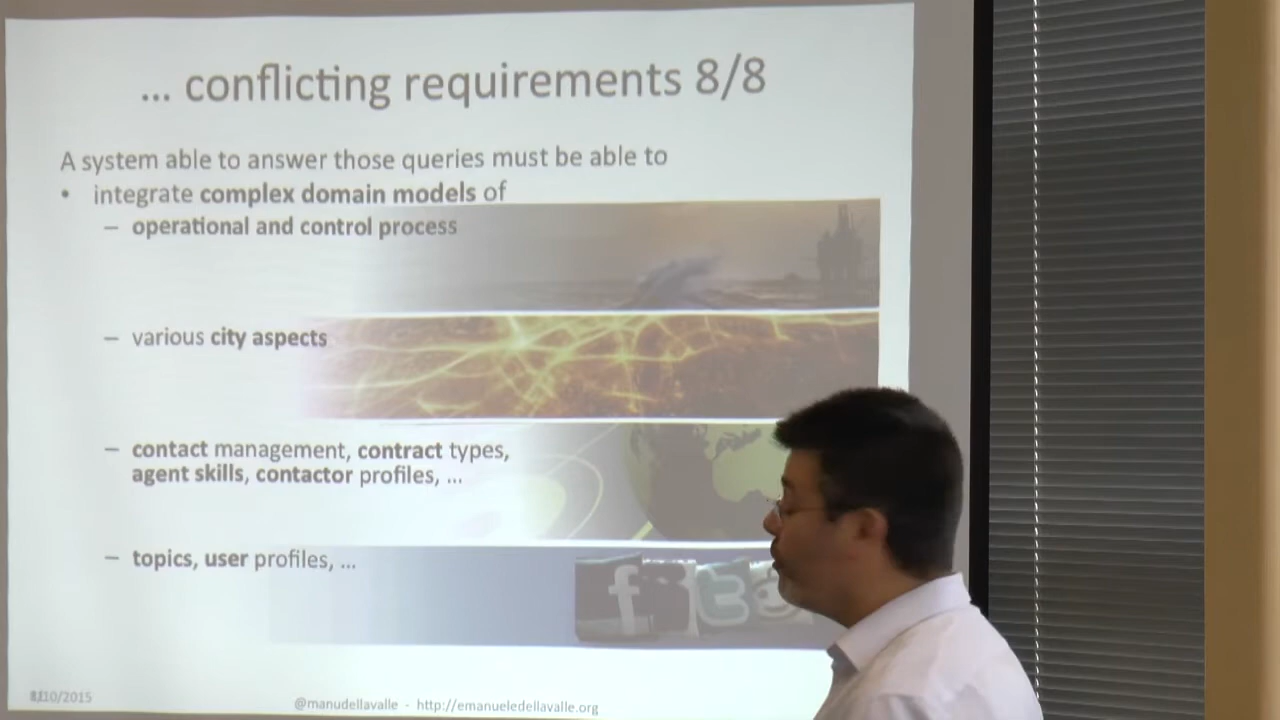 ... conflicting requirements 8/8
A system able to answer those queries must be able to
• integrate complex domain models of
– operational and control process
– various city aspects
– contact management, contract types,
agent skills, contactor profiles, ...
– topics, user profiles, ...
/10/2015
@manudellavalle - http://emanueledellavalle.org